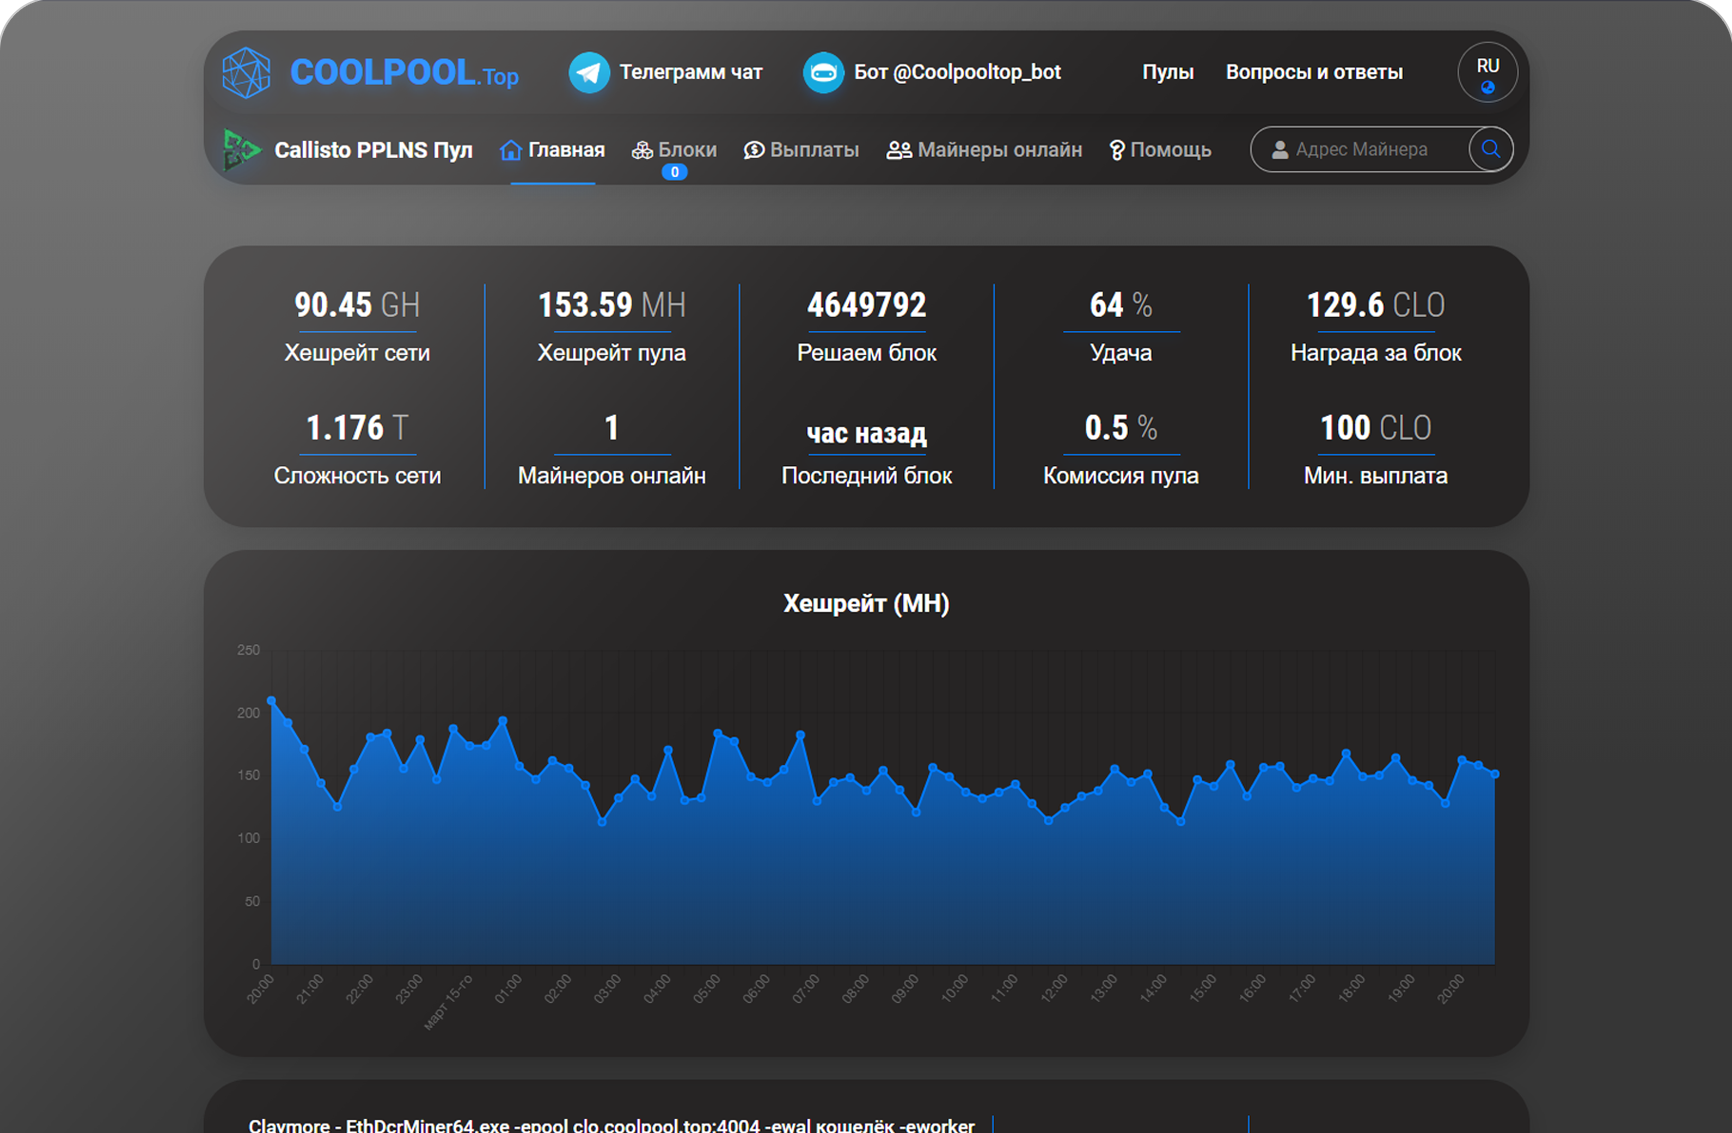 COOLPOOL.Top
Телеграмм чат
Бот @Coolpooltop_bot
Пулы
Вопросы и ответы
RU
Callisto PPLNS Пул
Главная
Блоки
0
Выплаты
Майнеры онлайн
Помощь
Адрес Майнера
90.45 GH
Хешрейт сети
153.59 MH
Хешрейт пула
4649792
Решаем блок
64 %
Удача
129.6 CLO
Награда за блок
1.176 T
Сложность сети
1
Майнеров онлайн
час назад
Последний блок
0.5 %
Комиссия пула
100 CLO
Мин. выплата
Хешрейт (MH)
250
200
150
100
50
0
20:00
21:00
22:00
23:00
март 15-го
01:00
02:00
03:00
04:00
05:00
06:00
07:00
08:00
09:00
10:00
11:00
12:00
13:00
14:00
15:00
16:00
17:00
18:00
19:00
20:00
Claymore - EthDcrMiner64.exe -epool clo.coolpool.top:4004 -ewal кошелёк -eworker